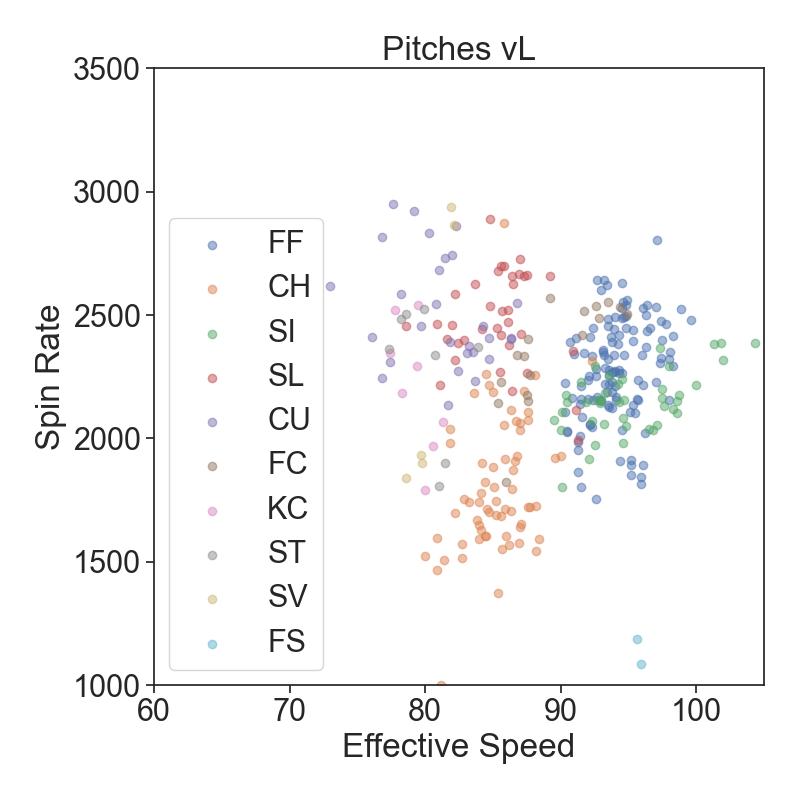 Pitches vL
3500
3000
2500
2000
1500
1000
Spin Rate
FF
CH
SI
SL
CU
FC
KC
ST
SV
FS
60 70 80 90 100
Effective Speed